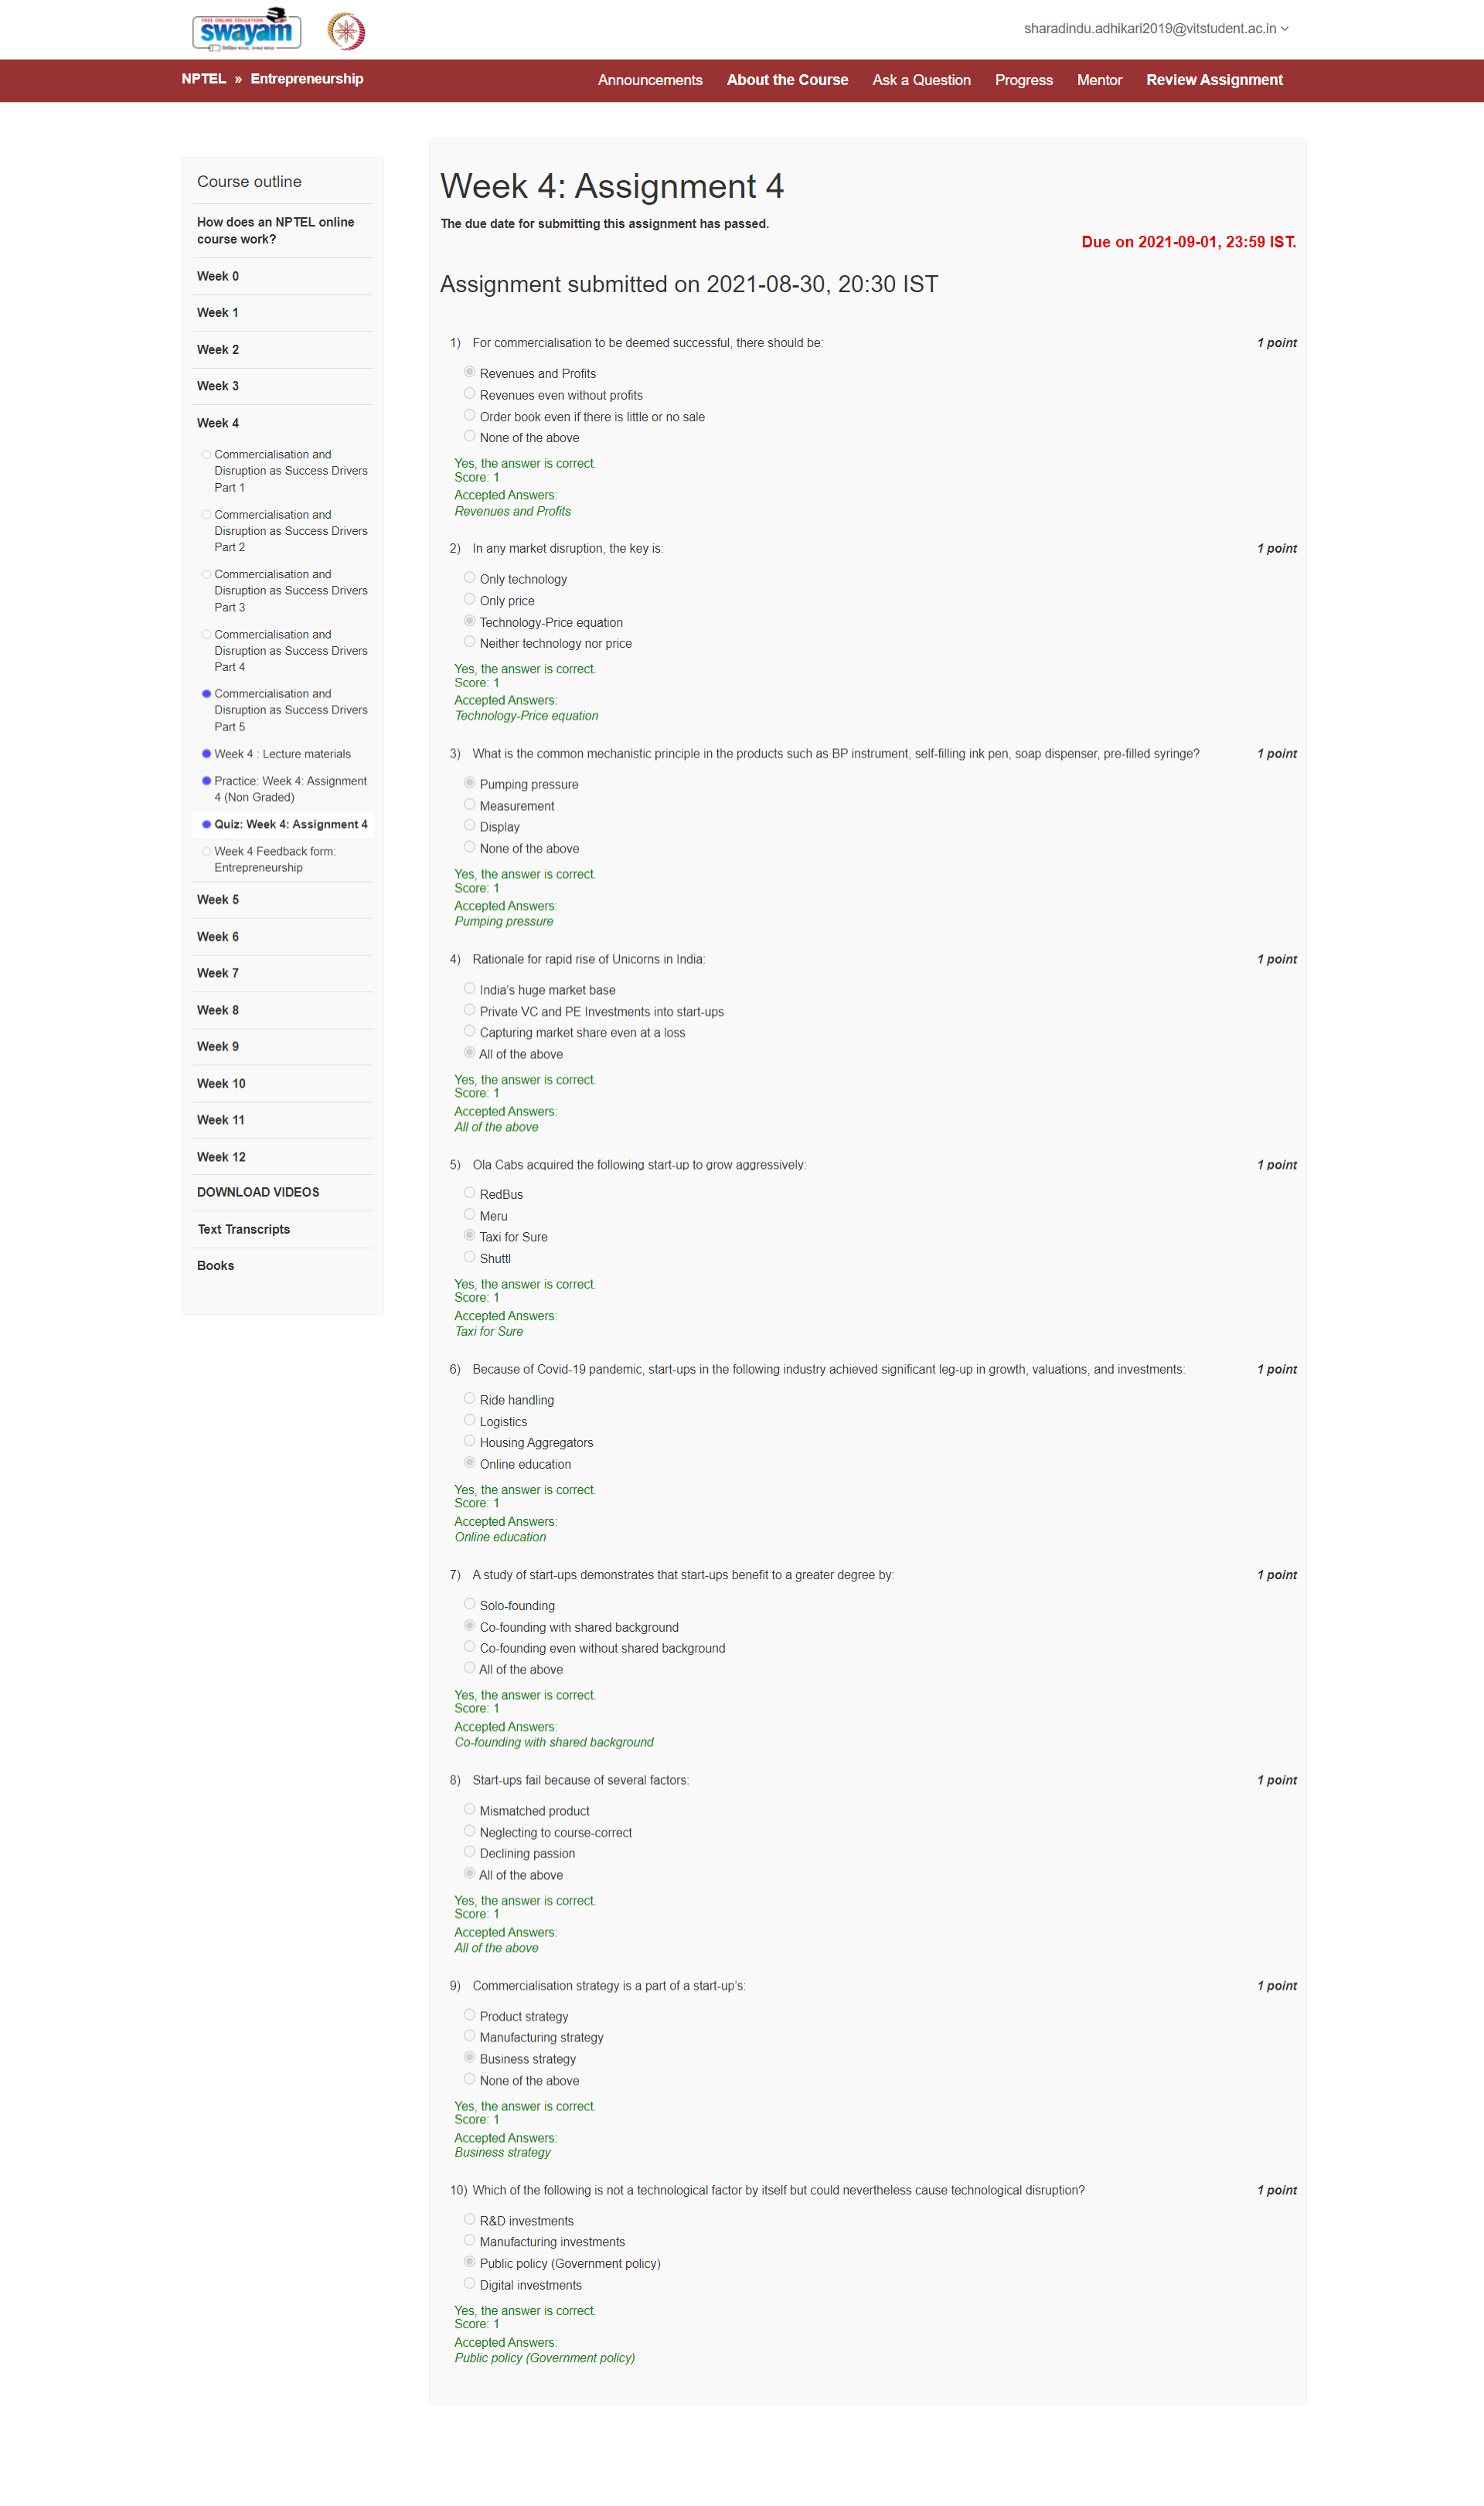 FREE ONLINE EDUCATION
swayam
sharadindu.adhikari2019@vitstudent.ac.in
NPTEL » Entrepreneurship
Announcements About the Course Ask a Question Progress Mentor Review Assignment
Course outline
How does an NPTEL online
course work?
Week 0
Week 1
Week 2
Week 3
Week 4
Commercialisation and
Disruption as Success Drivers
Part 1
Commercialisation and
Disruption as Success Drivers
Part 2
Commercialisation and
Disruption as Success Drivers
Part 3
Commercialisation and
Disruption as Success Drivers
Part 4
Commercialisation and
Disruption as Success Drivers
Part 5
Week 4 : Lecture materials
Practice: Week 4: Assignment
4 (Non Graded)
Quiz: Week 4: Assignment 4
Week 4 Feedback form:
Entrepreneurship
Week 5
Week 6
Week 7
Week 8
Week 9
Week 10
Week 11
Week 12
DOWNLOAD VIDEOS
Text Transcripts
Books
Week 4: Assignment 4
The due date for submitting this assignment has passed.
Due on 2021-09-01, 23:59 IST.
Assignment submitted on 2021-08-30, 20:30 IST
1) For commercialisation to be deemed successful, there should be: 1 point
Revenues and Profits
Revenues even without profits
Order book even if there is little or no sale
None of the above
Yes, the answer is correct.
Score: 1
Accepted Answers:
Revenues and Profits
2) In any market disruption, the key is: 1 point
Only technology
Only price
Technology-Price equation
Neither technology nor price
Yes, the answer is correct.
Score: 1
Accepted Answers:
Technology-Price equation
3) What is the common mechanistic principle in the products such as BP instrument, self-filling ink pen, soap dispenser, pre-filled syringe? 1 point
Pumping pressure
Measurement
Display
None of the above
Yes, the answer is correct.
Score: 1
Accepted Answers:
Pumping pressure
4) Rationale for rapid rise of Unicorns in India: 1 point
India's huge market base
Private VC and PE Investments into start-ups
Capturing market share even at a loss
All of the above
Yes, the answer is correct.
Score: 1
Accepted Answers:
All of the above
5) Ola Cabs acquired the following start-up to grow aggressively: 1 point
RedBus
Meru
Taxi for Sure
Shuttl
Yes, the answer is correct.
Score: 1
Accepted Answers:
Taxi for Sure
6) Because of Covid-19 pandemic, start-ups in the following industry achieved significant leg-up in growth, valuations, and investments: 1 point
Ride handling
Logistics
Housing Aggregators
Online education
Yes, the answer is correct.
Score: 1
Accepted Answers:
Online education
7) A study of start-ups demonstrates that start-ups benefit to a greater degree by: 1 point
Solo-founding
Co-founding with shared background
Co-founding even without shared background
All of the above
Yes, the answer is correct.
Score: 1
Accepted Answers:
Co-founding with shared background
8) Start-ups fail because of several factors: 1 point
Mismatched product
Neglecting to course-correct
Declining passion
All of the above
Yes, the answer is correct.
Score: 1
Accepted Answers:
All of the above
9) Commercialisation strategy is a part of a start-up's: 1 point
Product strategy
Manufacturing strategy
Business strategy
None of the above
Yes, the answer is correct.
Score: 1
Accepted Answers:
Business strategy
10) Which of the following is not a technological factor by itself but could nevertheless cause technological disruption? 1 point
R&D investments
Manufacturing investments
Public policy (Government policy)
Digital investments
Yes, the answer is correct.
Score: 1
Accepted Answers:
Public policy (Government policy)